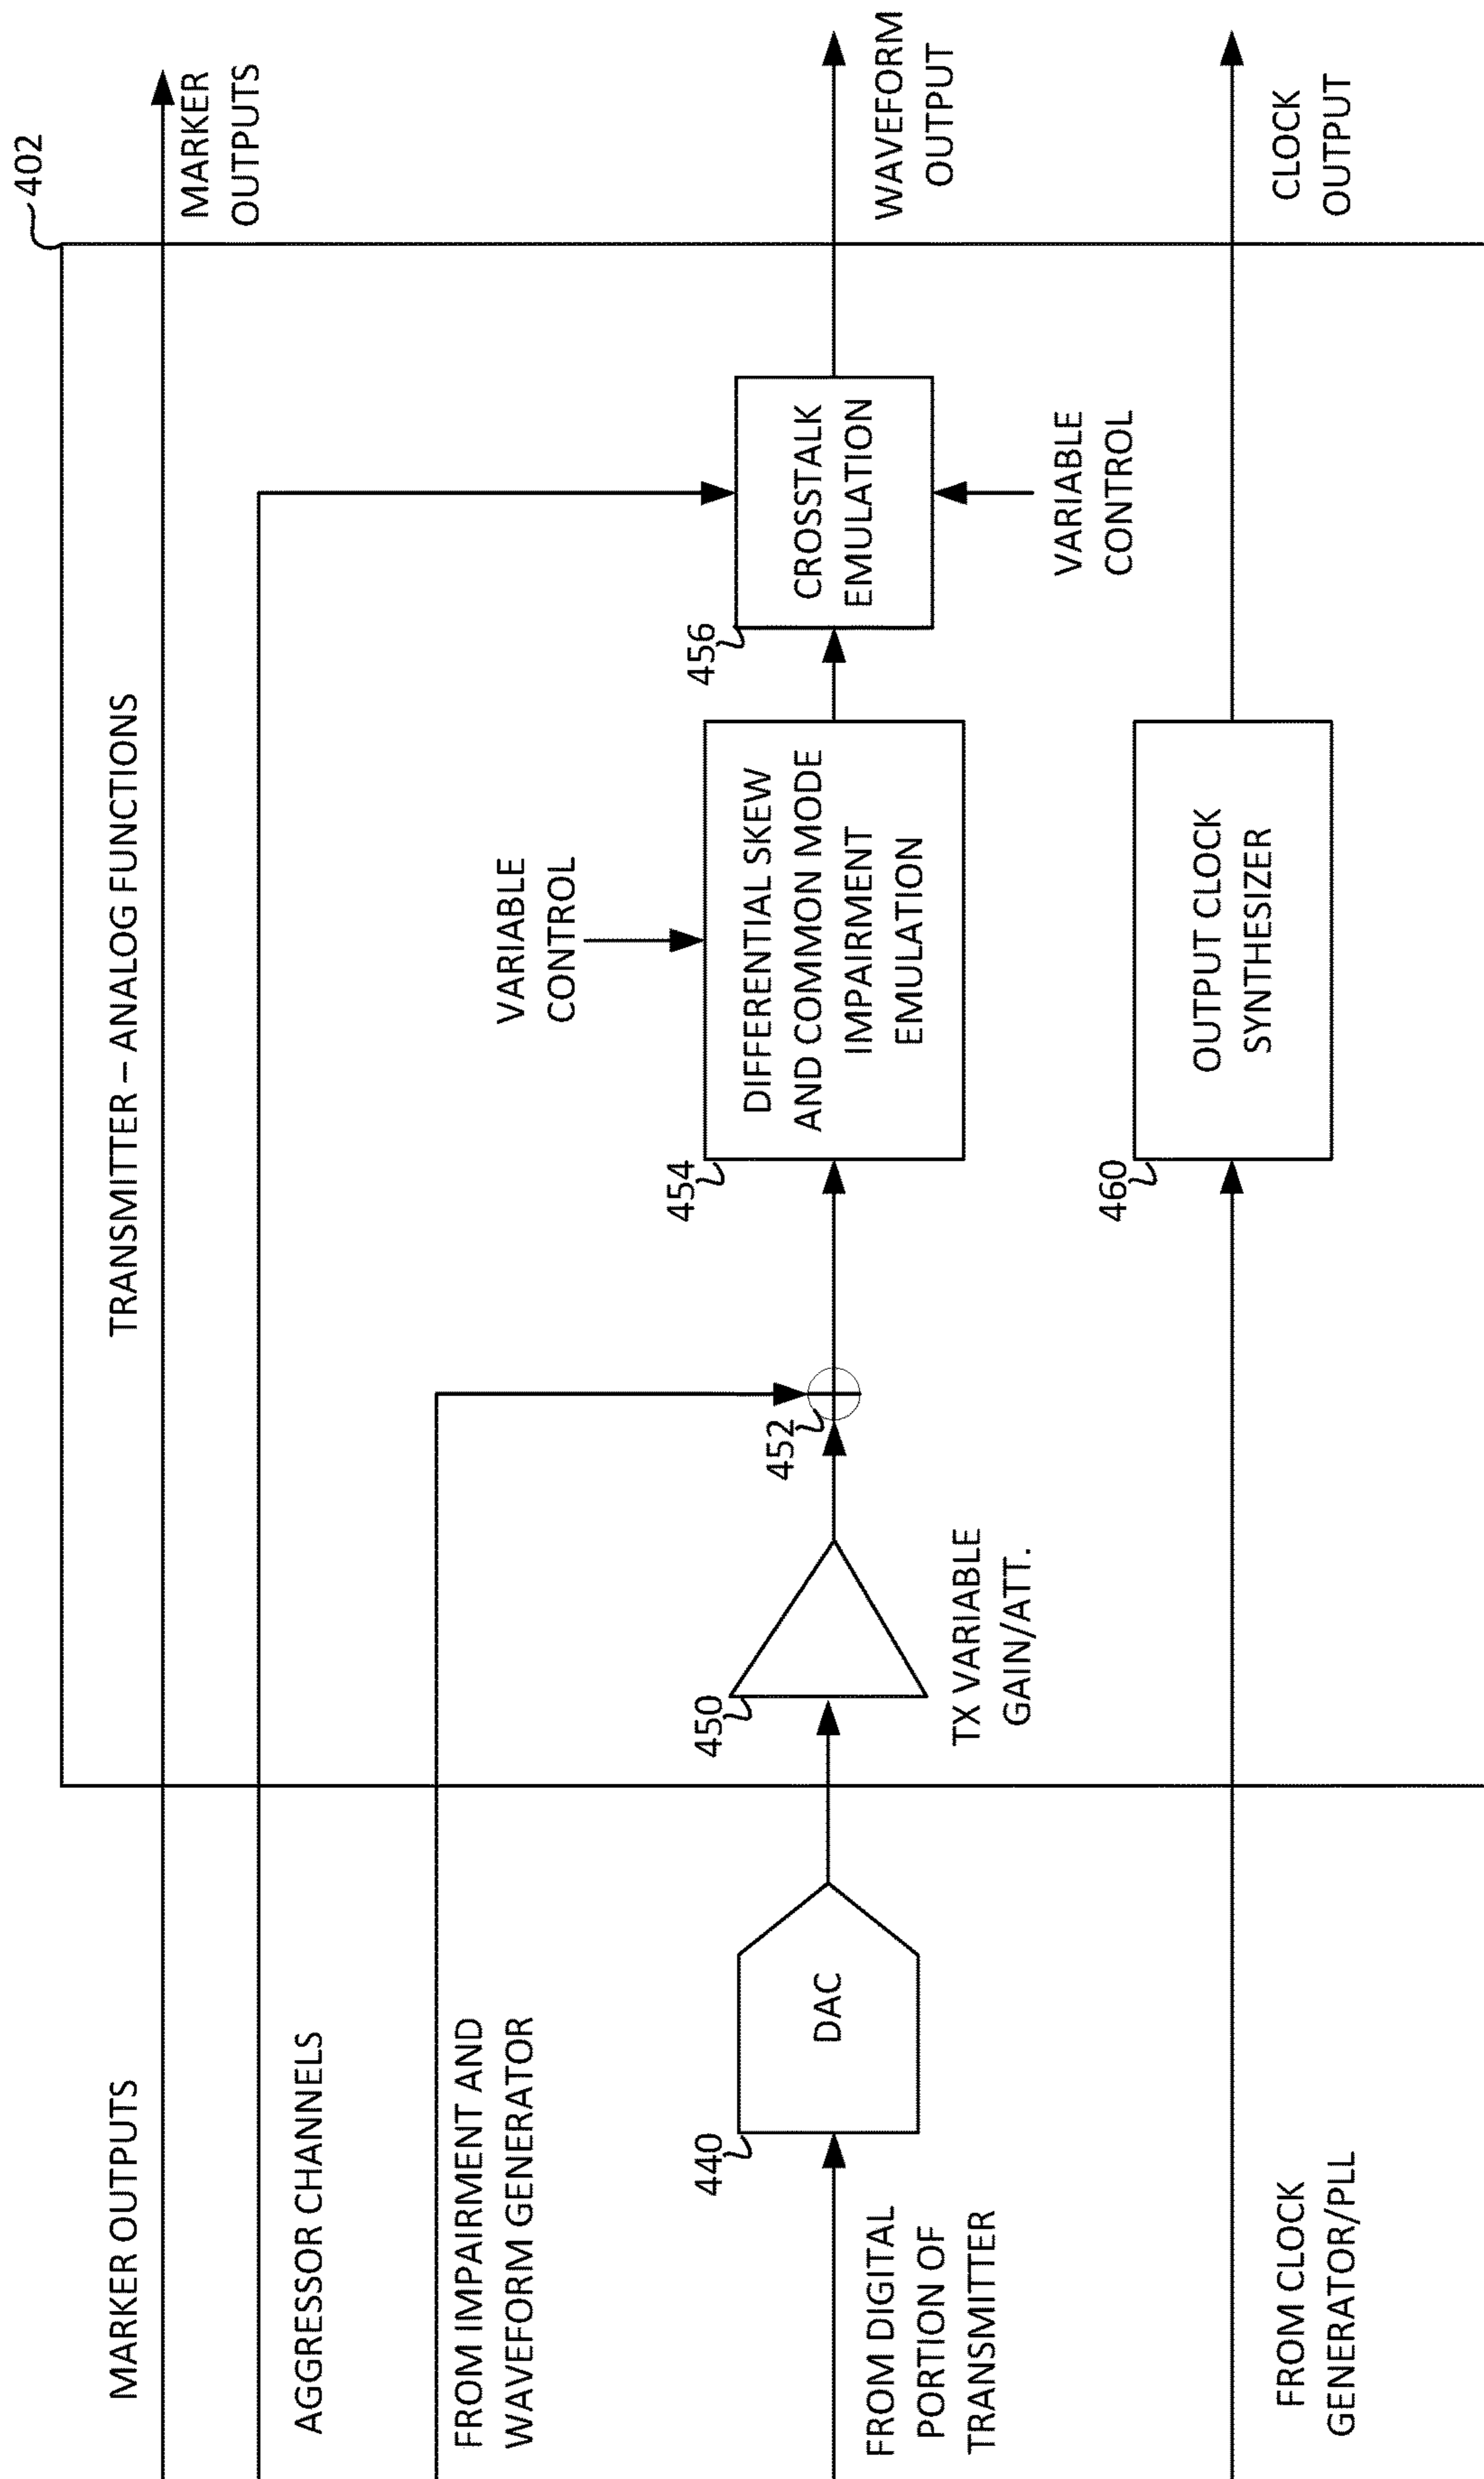 402
TRANSMITTER – ANALOG FUNCTIONS
MARKER OUTPUTS
MARKER
OUTPUTS
AGGRESSOR CHANNELS
FROM IMPAIRMENT AND
WAVEFORM GENERATOR
440
DAC
FROM DIGITAL
PORTION OF
TRANSMITTER
450
TX VARIABLE
GAIN/ATT.
452
VARIABLE
CONTROL
454
DIFFERENTIAL SKEW
AND COMMON MODE
IMPAIRMENT
EMULATION
456
CROSSTALK
EMULATION
VARIABLE
CONTROL
WAVEFORM
OUTPUT
FROM CLOCK
GENERATOR/PLL
460
OUTPUT CLOCK
SYNTHESIZER
CLOCK
OUTPUT